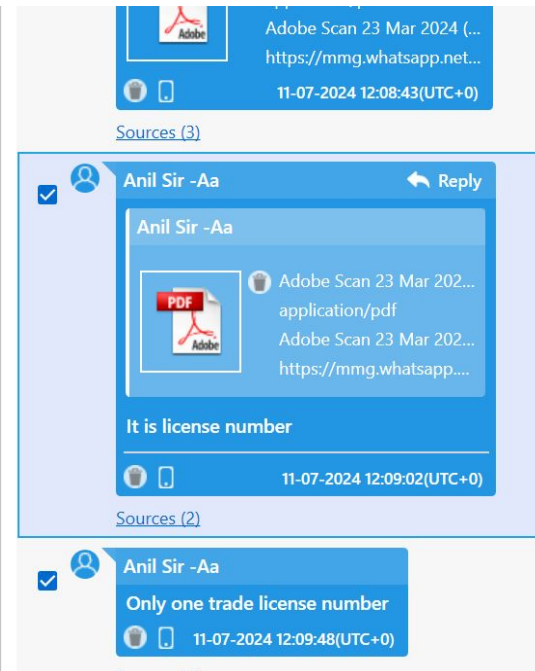 Adobe
Adobe Scan 23 Mar 2024 (...
https://mmg.whatsapp.net...
11-07-2024 12:08:43(UTC+0)
Sources (3)
Anil Sir -Aa
Reply
Anil Sir -Aa
PDF
Adobe
Adobe Scan 23 Mar 202...
application/pdf
Adobe Scan 23 Mar 202...
https://mmg.whatsapp....
It is license number
11-07-2024 12:09:02(UTC+0)
Sources (2)
Anil Sir -Aa
Only one trade license number
11-07-2024 12:09:48(UTC+0)